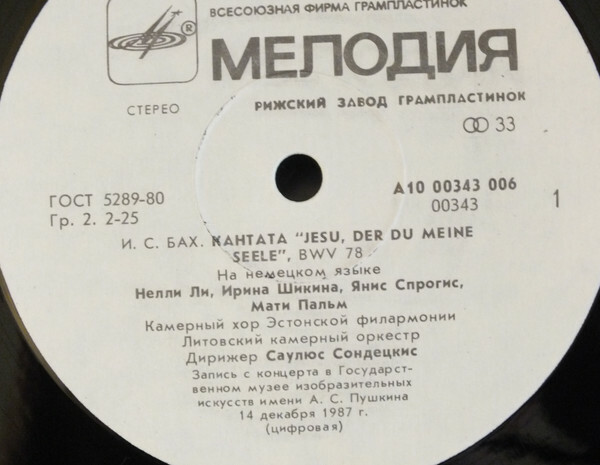 ВСЕСОЮЗНАЯ ФИРМА ГРАМПЛАСТИНОК
®
МЕЛОДИЯ
СТЕРЕО
РИЖСКИЙ ЗАВОД ГРАМПЛАСТИНОК
33
ГОСТ 5289-80
Гр. 2. 2-25
А10 00343 006
00343
1
И. С. БАХ. КАНТАТА "JESU, DER DU MEINE
SEELE", BWV 78
На немецком языке
Нелли Ли, Ирина Шикина, Янис Спрогис,
Мати Пальм
Камерный хор Эстонской филармонии
Литовский камерный оркестр
Дирижер Саулюс Сондецкис
Запись с концерта в Государст-
венном музее изобразительных
искусств имени А. С. Пушкина
14 декабря 1987 г.
(цифровая)